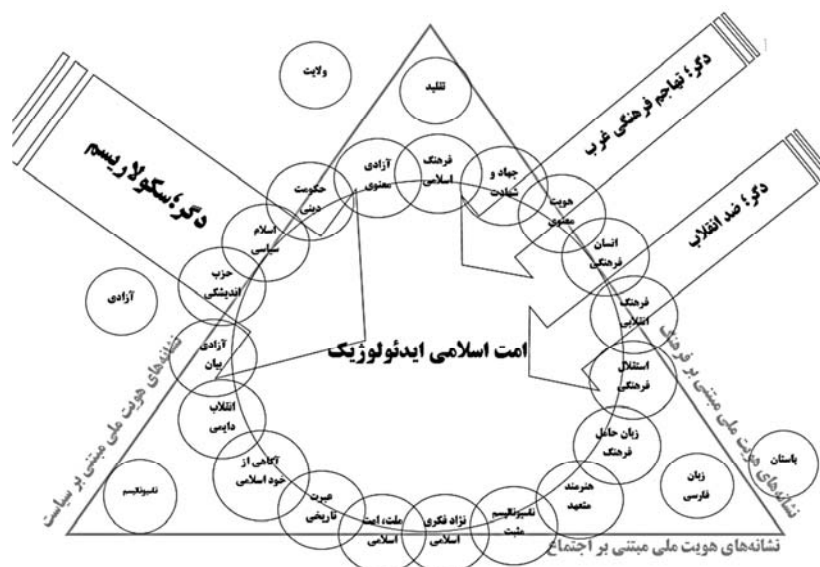 ولایت
تقلید
دگر؛ تهاجم فرهنگی غرب
دگر؛ ضد انقلاب
دگر؛سکولاریسم
فرهنگ
اسلامی
جهاد و
شهادت
هویت
معنوی
انسان
فرهنگی
فرهنگ
انقلابی
استقلال
فرهنگی
زبان حامل
فرهنگ
هنرمند
متعهد
ناسیونالیسم
مثبت
نژاد فکری
اسلامی
ملت، امت
اسلامی
عبرت
تاریخی
آگاهی از
خود اسلامی
انقلاب
دایمی
آزادی
بیان
حزب
اندیشکی
اسلام
سیاسی
حکومت
دینی
آزادی
معنوی
امت اسلامی ایدئولوژیک
آزادی
ناسیونالیسم
زبان
فارسی
باستان
نشانه‌های هویت ملی مبتنی بر سیاست
نشانه‌های هویت ملی مبتنی بر فرهنگ
نشانه‌های هویت ملی مبتنی بر اجتماع